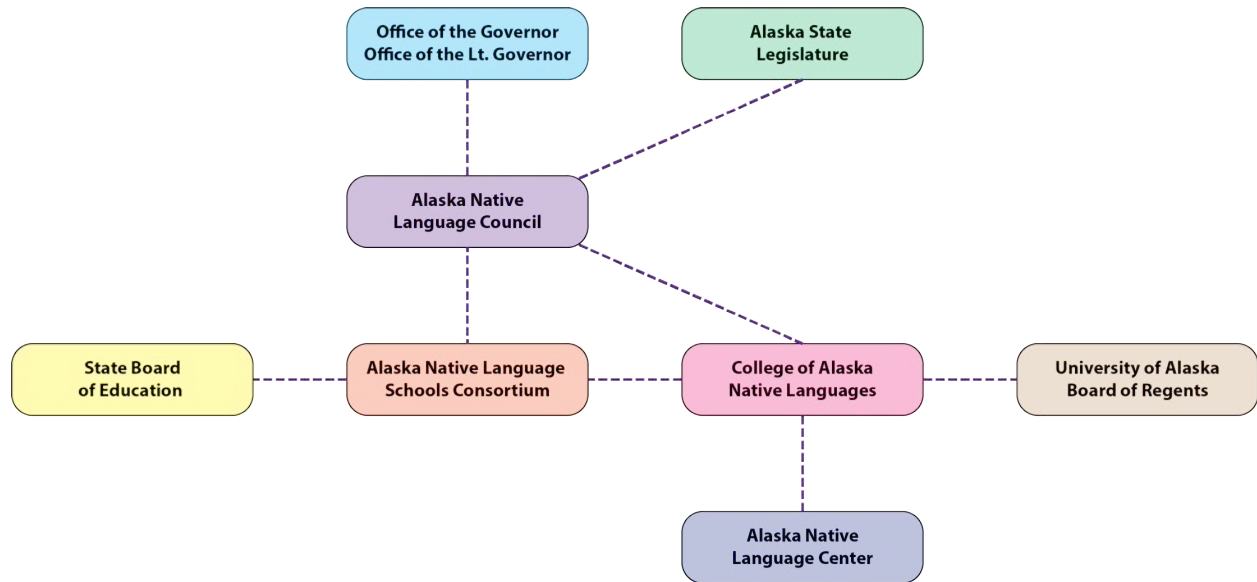 Office of the Governor
Office of the Lt. Governor
Alaska State
Legislature
Alaska Native
Language Council
State Board
of Education
Alaska Native Language
Schools Consortium
College of Alaska
Native Languages
University of Alaska
Board of Regents
Alaska Native
Language Center